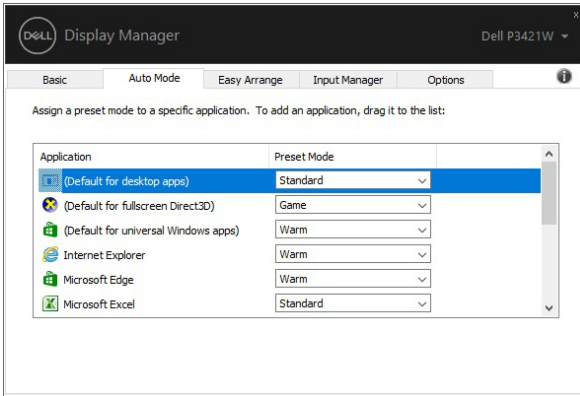 DELL Display Manager Dell P3421W
Basic Auto Mode Easy Arrange Input Manager Options
Assign a preset mode to a specific application. To add an application, drag it to the list:
Application Preset Mode
(Default for desktop apps) Standard
(Default for fullscreen Direct3D) Game
(Default for universal Windows apps) Warm
Internet Explorer Warm
Microsoft Edge Warm
Microsoft Excel Standard